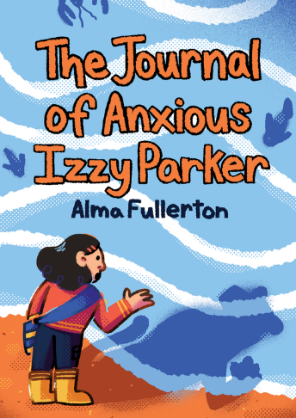 The Journal
of Anxious
Izzy Parker
Alma Fullerton